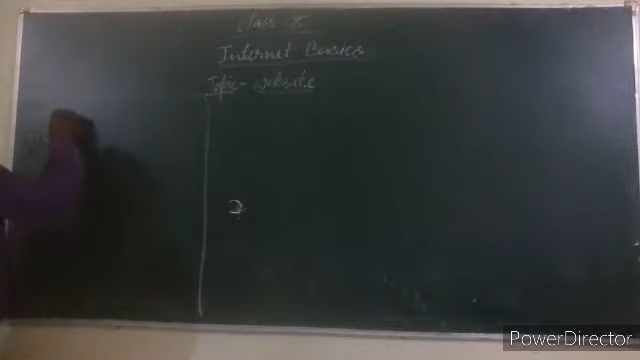 Class X
Internet Basics
Topic - Website
PowerDirector